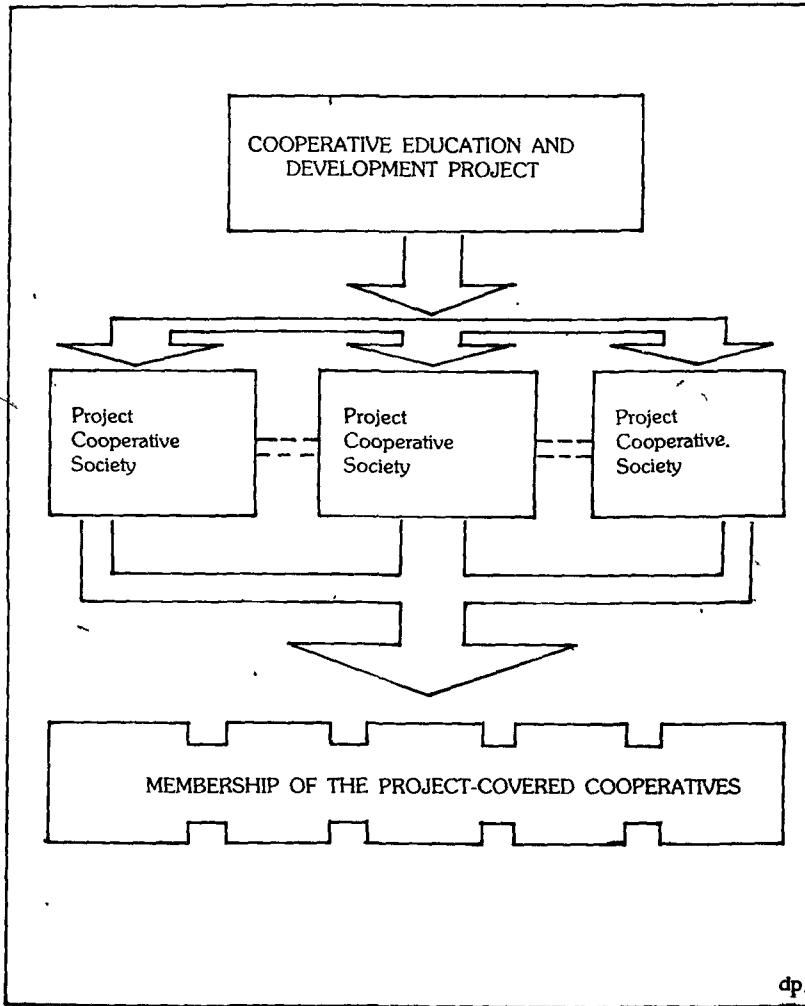 COOPERATIVE EDUCATION AND
DEVELOPMENT PROJECT
Project
Cooperative
Society
Project
Cooperative
Society
Project
Cooperative.
Society
MEMBERSHIP OF THE PROJECT-COVERED COOPERATIVES
dp.